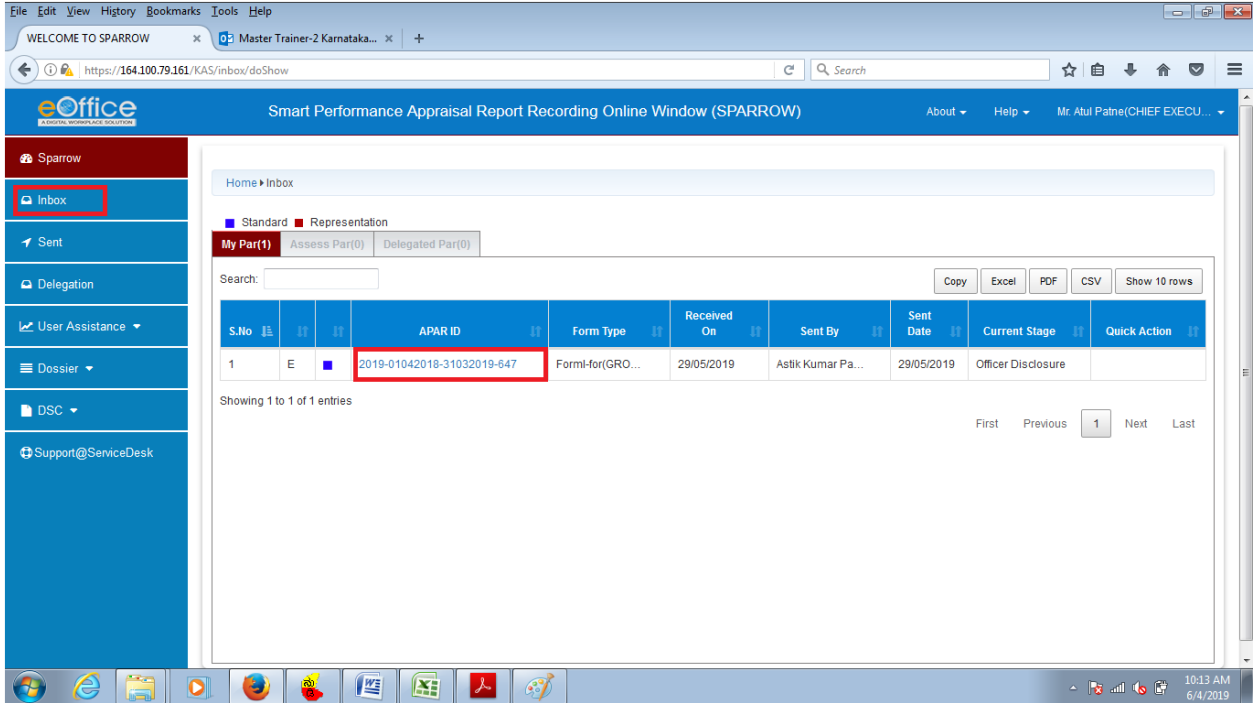 File Edit View History Bookmarks Tools Help
WELCOME TO SPARROW × Master Trainer-2 Karnataka... × +
https://164.100.79.161/KAS/inbox/doShow Search
eOffice
A DIGITAL WORKPLACE SOLUTION
Smart Performance Appraisal Report Recording Online Window (SPARROW)
About Help Mr. Atul Patne(CHIEF EXECU...
Sparrow
Inbox
Sent
Delegation
User Assistance
Dossier
DSC
Support@ServiceDesk
Home Inbox
Standard Representation
My Par(1) Assess Par(0) Delegated Par(0)
Search: Copy Excel PDF CSV Show 10 rows
S.No APAR ID Form Type Received On Sent By Sent Date Current Stage Quick Action
1 E 2019-01042018-31032019-647 FormI-for(GRO... 29/05/2019 Astik Kumar Pa... 29/05/2019 Officer Disclosure
Showing 1 to 1 of 1 entries
First Previous 1 Next Last
10:13 AM
6/4/2019